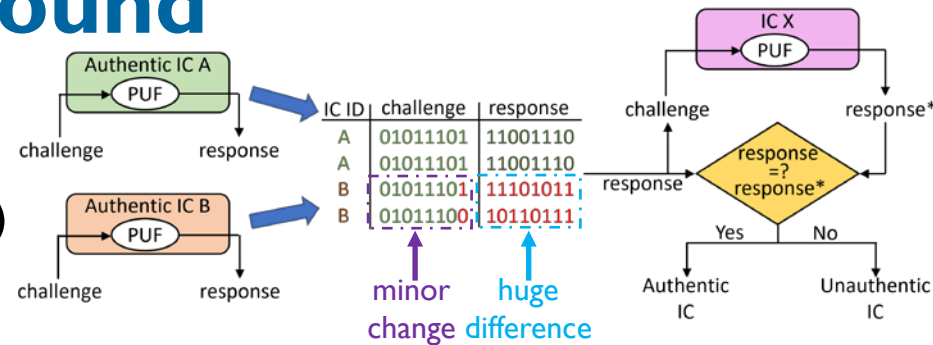 ound
Authentic IC A
PUF
challenge
response
)
Authentic IC B
PUF
challenge
response
IC ID challenge response
A 01011101 11001110
A 01011101 11001110
B 01011101 11101011
B 01011100 10110111
minor
change
huge
difference
IC X
PUF
challenge
response*
response
response
=?
response*
Yes
No
Authentic
IC
Unauthentic
IC